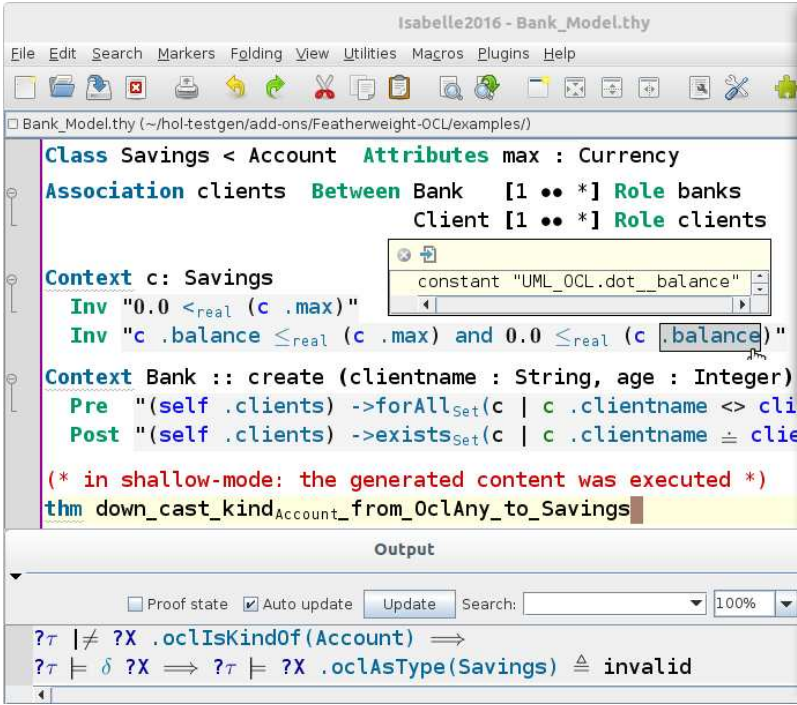 Isabelle2016 - Bank_Model.thy
File Edit Search Markers Folding View Utilities Macros Plugins Help
Bank_Model.thy (~/hol-testgen/add-ons/Featherweight-OCL/examples/)
Class Savings < Account Attributes max : Currency
Association clients Between Bank [1 •• *] Role banks
Client [1 •• *] Role clients
constant "UML_OCL.dot__balance"
Context c: Savings
Inv "0.0 <real (c .max)"
Inv "c .balance ≤real (c .max) and 0.0 ≤real (c .balance)"
Context Bank :: create (clientname : String, age : Integer)
Pre "(self .clients) ->forAllSet(c | c .clientname <> cli
Post "(self .clients) ->existsSet(c | c .clientname ≐ clie
(* in shallow-mode: the generated content was executed *)
thm down_cast_kindAccount_from_OclAny_to_Savings
Output
Proof state Auto update Update Search: 100%
?τ |≠ ?X .oclIsKindOf(Account) ⟹
?τ ⊨ δ ?X ⟹ ?τ ⊨ ?X .oclAsType(Savings) ≜ invalid